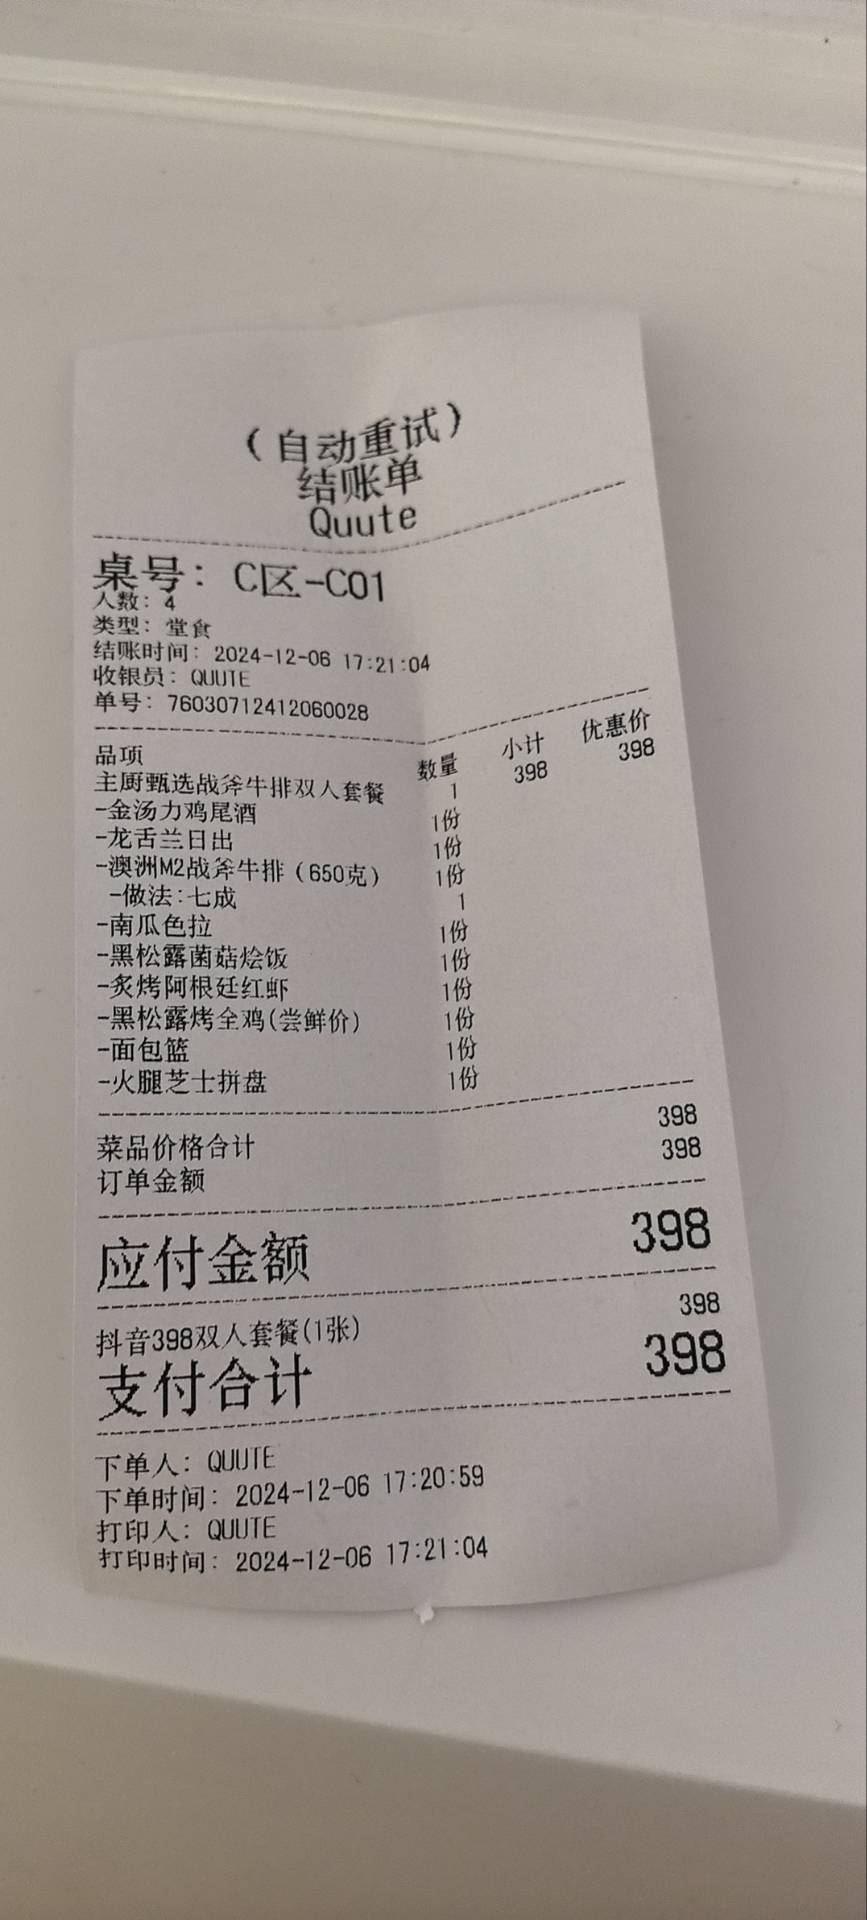 (自动重试)
结账单
Quute
桌号: C区-C01
人数: 4
类型: 堂食
结账时间: 2024-12-06 17:21:04
收银员: QUUTE
单号: 76030712412060028
品项 数量 小计 优惠价
主厨甄选战斧牛排双人套餐 1 398 398
-金汤力鸡尾酒 1份
-龙舌兰日出 1份
-澳洲M2战斧牛排(650克) 1份
-做法:七成 1
-南瓜色拉 1份
-黑松露菌菇烩饭 1份
-炙烤阿根廷红虾 1份
-黑松露烤全鸡(尝鲜价) 1份
-面包篮 1份
-火腿芝士拼盘 1份
菜品价格合计 398
订单金额 398
应付金额 398
抖音398双人套餐(1张) 398
支付合计 398
下单人: QUUTE
下单时间: 2024-12-06 17:20:59
打印人: QUUTE
打印时间: 2024-12-06 17:21:04